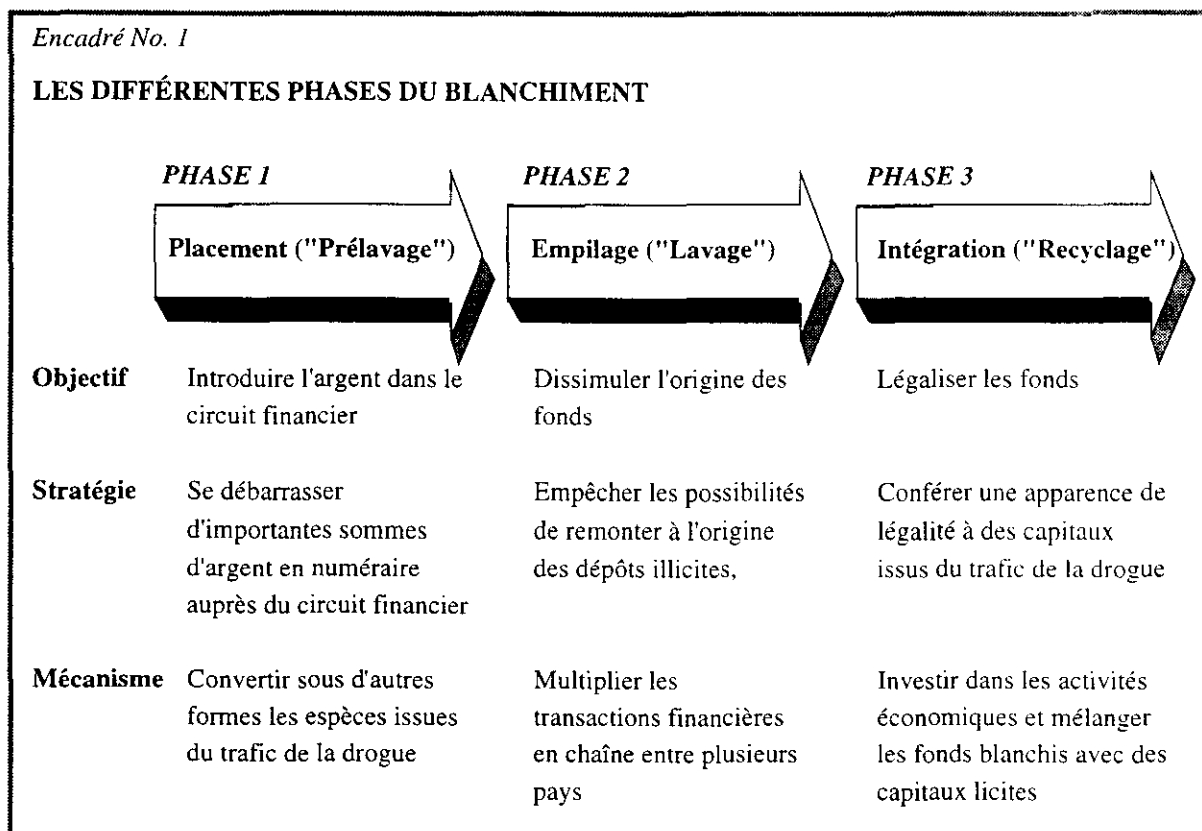 Encadré No. 1
LES DIFFÉRENTES PHASES DU BLANCHIMENT
PHASE 1 PHASE 2 PHASE 3
Placement ("Prélavage") Empilage ("Lavage") Intégration ("Recyclage")
Objectif Introduire l'argent dans le Dissimuler l'origine des Légaliser les fonds
circuit financier fonds
Stratégie Se débarrasser Empêcher les possibilités Conférer une apparence de
d'importantes sommes de remonter à l'origine légalité à des capitaux
d'argent en numéraire des dépôts illicites, issus du trafic de la drogue
auprès du circuit financier
Mécanisme Convertir sous d'autres Multiplier les Investir dans les activités
formes les espèces issues transactions financières économiques et mélanger
du trafic de la drogue en chaîne entre plusieurs les fonds blanchis avec des
pays capitaux licites